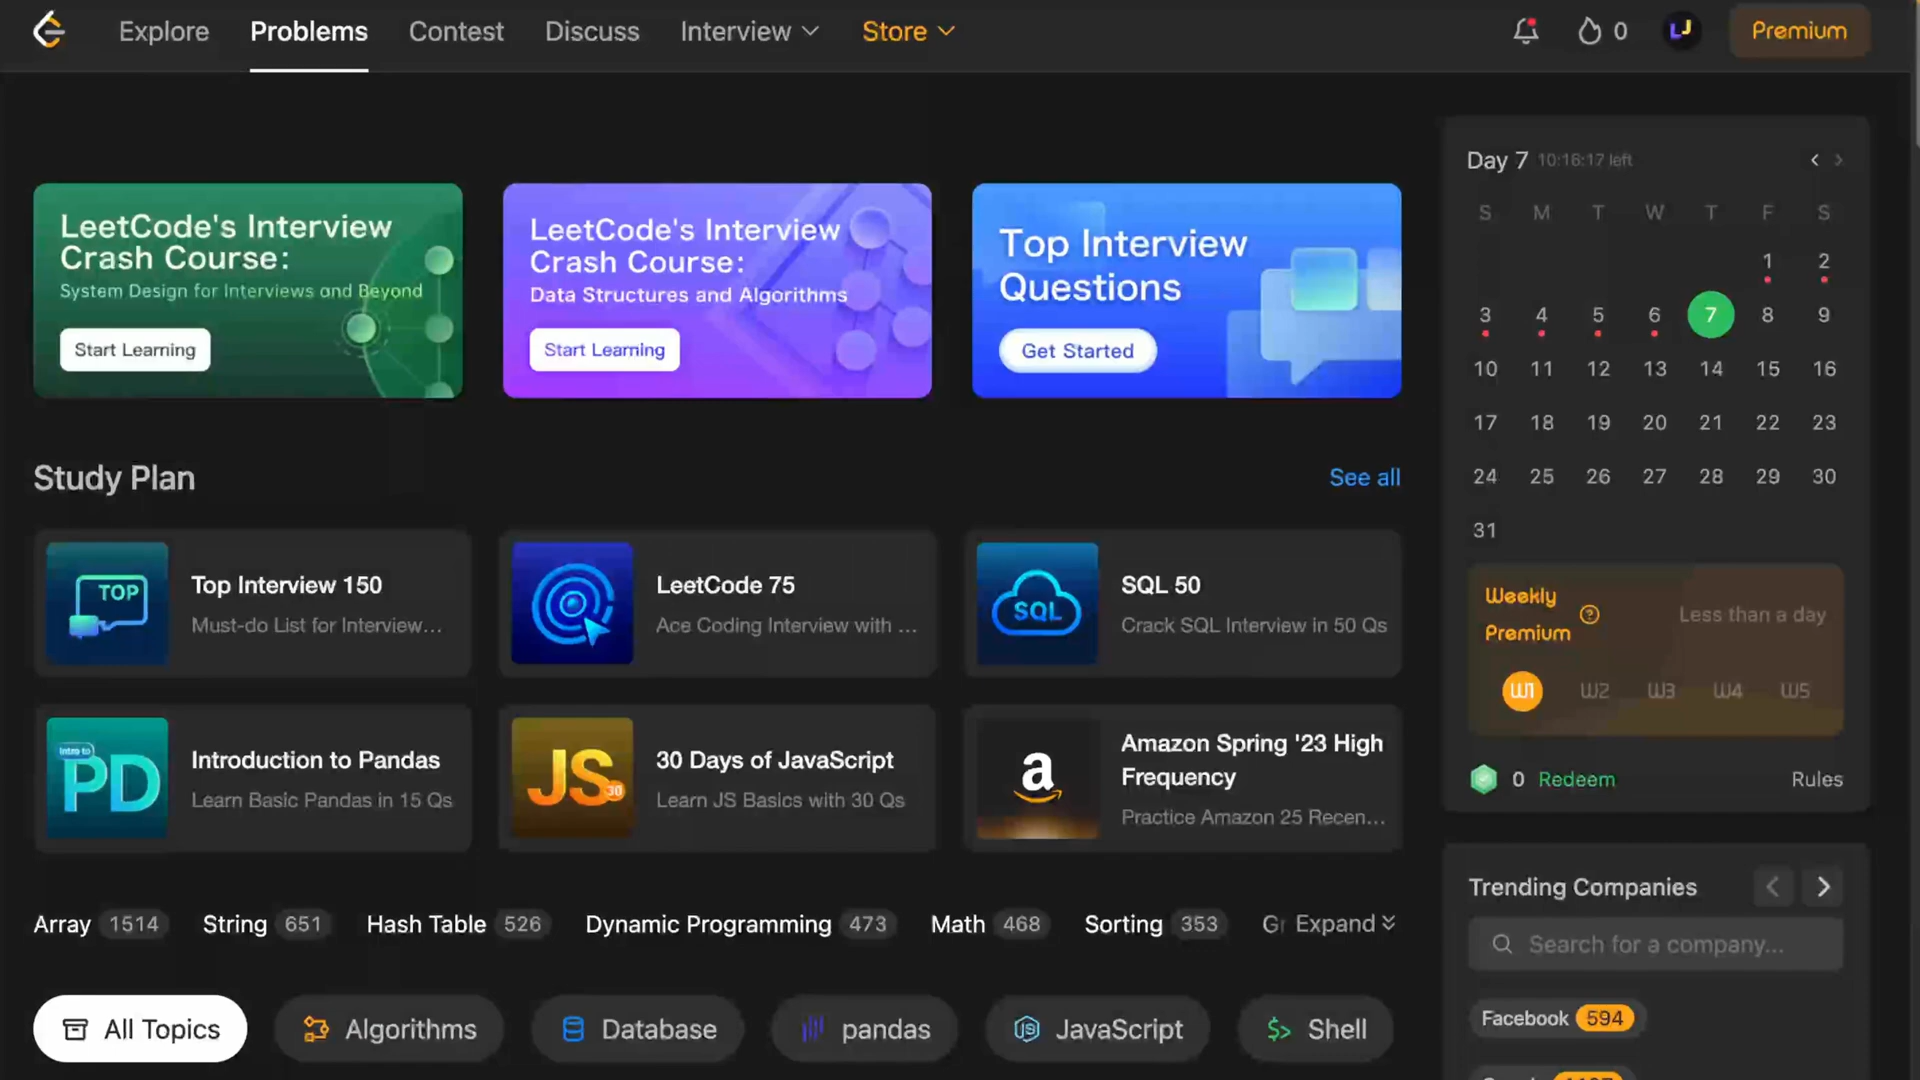 Explore Problems Contest Discuss Interview Store 0 LJ Premium
LeetCode's Interview
Crash Course:
System Design for Interviews and Beyond
Start Learning
LeetCode's Interview
Crash Course:
Data Structures and Algorithms
Start Learning
Top Interview
Questions
Get Started
Study Plan See all
TOP
Top Interview 150
Must-do List for Interview...
LeetCode 75
Ace Coding Interview with ...
SQL
SQL 50
Crack SQL Interview in 50 Qs
Intro to
PD
Introduction to Pandas
Learn Basic Pandas in 15 Qs
JS 30
30 Days of JavaScript
Learn JS Basics with 30 Qs
a
Amazon Spring '23 High
Frequency
Practice Amazon 25 Recen...
Array 1514 String 651 Hash Table 526 Dynamic Programming 473 Math 468 Sorting 353 Gr Expand
All Topics Algorithms Database pandas JavaScript Shell
Day 7 10:16:17 left
S M T W T F S
1 2
3 4 5 6 7 8 9
10 11 12 13 14 15 16
17 18 19 20 21 22 23
24 25 26 27 28 29 30
31
Weekly
Premium
?
Less than a day
W1 W2 W3 W4 W5
0 Redeem Rules
Trending Companies
Search for a company...
Facebook 594